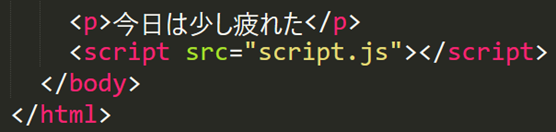 <p>今日は少し疲れた</p>
<script src="script.js"></script>
</body>
</html>